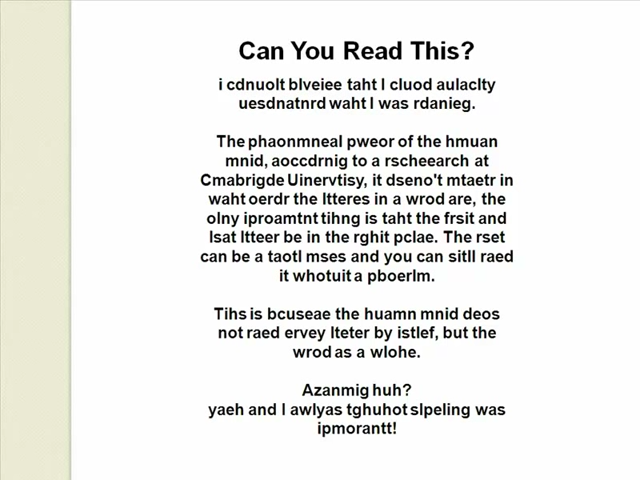 Can You Read This?
i cdnuolt blveiee taht I cluod aulaclty
uesdnatnrd waht I was rdanieg.
The phaonmneal pweor of the hmuan
mnid, aoccdrnig to a rscheearch at
Cmabrigde Uinervtisy, it dseno't mtaetr in
waht oerdr the ltteres in a wrod are, the
olny iproamtnt tihng is taht the frsit and
lsat ltteer be in the rghit pclae. The rset
can be a taotl mses and you can sitll raed
it whotuit a pboerlm.
Tihs is bcuseae the huamn mnid deos
not raed ervey lteter by istlef, but the
wrod as a wlohe.
Azanmig huh?
yaeh and I awlyas tghuhot slpeling was
ipmorantt!